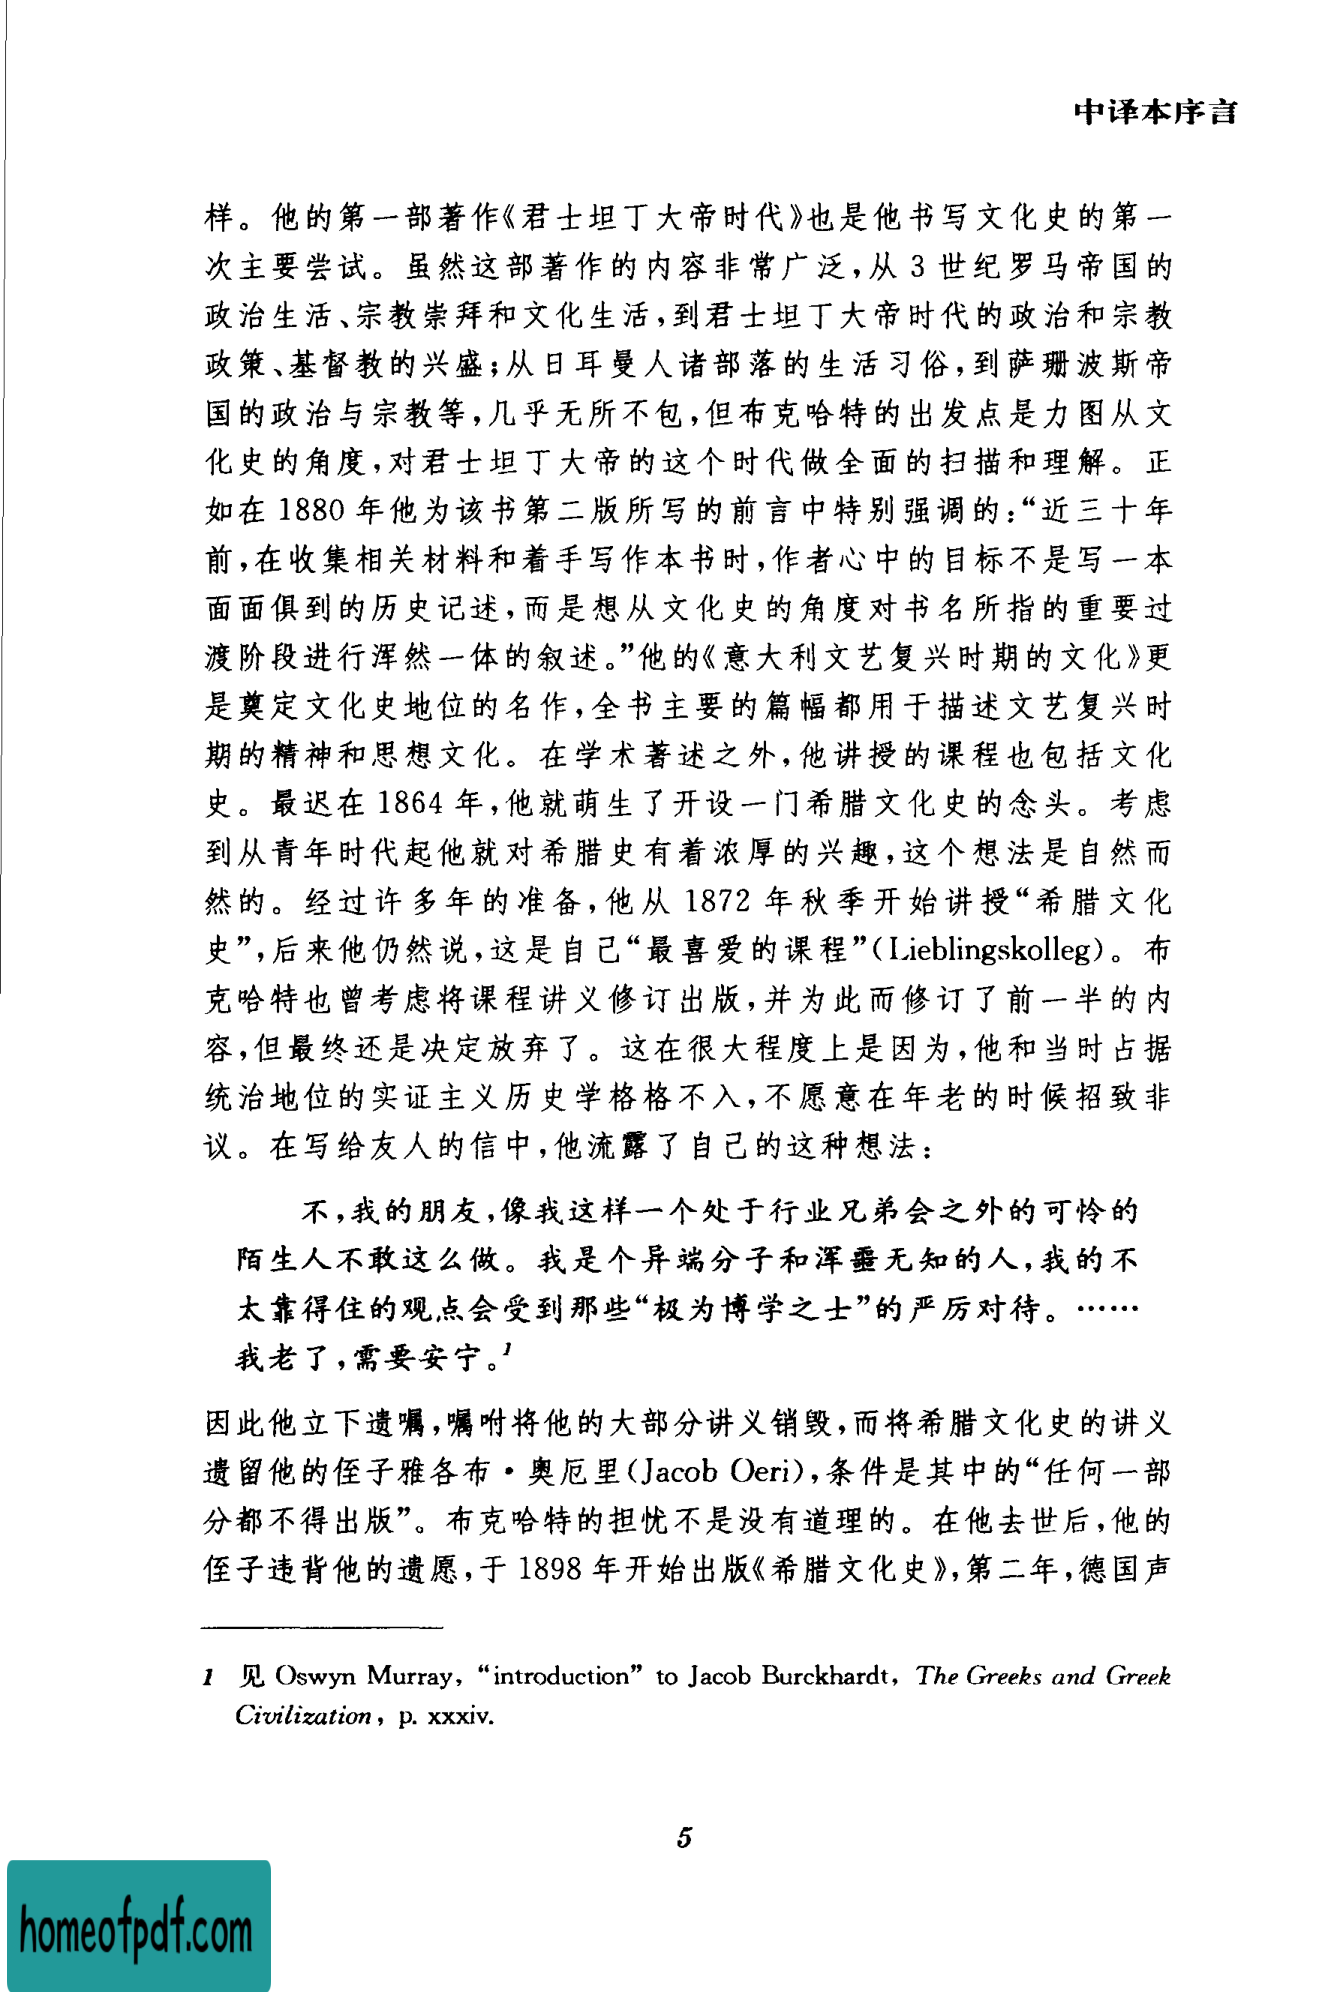 中译本序言
样。他的第一部著作《君士坦丁大帝时代》也是他书写文化史的第一
次主要尝试。虽然这部著作的内容非常广泛，从 3 世纪罗马帝国的
政治生活、宗教崇拜和文化生活，到君士坦丁大帝时代的政治和宗教
政策、基督教的兴盛；从日耳曼人诸部落的生活习俗，到萨珊波斯帝
国的政治与宗教等，几乎无所不包，但布克哈特的出发点是力图从文
化史的角度，对君士坦丁大帝的这个时代做全面的扫描和理解。正
如在 1880 年他为该书第二版所写的前言中特别强调的：“近三十年
前，在收集相关材料和着手写作本书时，作者心中的目标不是写一本
面面俱到的历史记述，而是想从文化史的角度对书名所指的重要过
渡阶段进行浑然一体的叙述。”他的《意大利文艺复兴时期的文化》更
是奠定文化史地位的名作，全书主要的篇幅都用于描述文艺复兴时
期的精神和思想文化。在学术著述之外，他讲授的课程也包括文化
史。最迟在 1864 年，他就萌生了开设一门希腊文化史的念头。考虑
到从青年时代起他就对希腊史有着浓厚的兴趣，这个想法是自然而
然的。经过许多年的准备，他从 1872 年秋季开始讲授“希腊文化
史”，后来他仍然说，这是自己“最喜爱的课程”(Lieblingskolleg)。布
克哈特也曾考虑将课程讲义修订出版，并为此而修订了前一半的内
容，但最终还是决定放弃了。这在很大程度上是因为，他和当时占据
统治地位的实证主义历史学格格不入，不愿意在年老的时候招致非
议。在写给友人的信中，他流露了自己的这种想法：
不，我的朋友，像我这样一个处于行业兄弟会之外的可怜的
陌生人不敢这么做。我是个异端分子和浑噩无知的人，我的不
太靠得住的观点会受到那些“极为博学之士”的严厉对待。……
我老了，需要安宁。1
因此他立下遗嘱，嘱咐将他的大部分讲义销毁，而将希腊文化史的讲义
遗留他的侄子雅各布·奥厄里(Jacob Oeri)，条件是其中的“任何一部
分都不得出版”。布克哈特的担忧不是没有道理的。在他去世后，他的
侄子违背他的遗愿，于 1898 年开始出版《希腊文化史》，第二年，德国声
1 见 Oswyn Murray, “introduction” to Jacob Burckhardt, The Greeks and Greek
Civilization, p. xxxiv.
5
homeofpdf.com